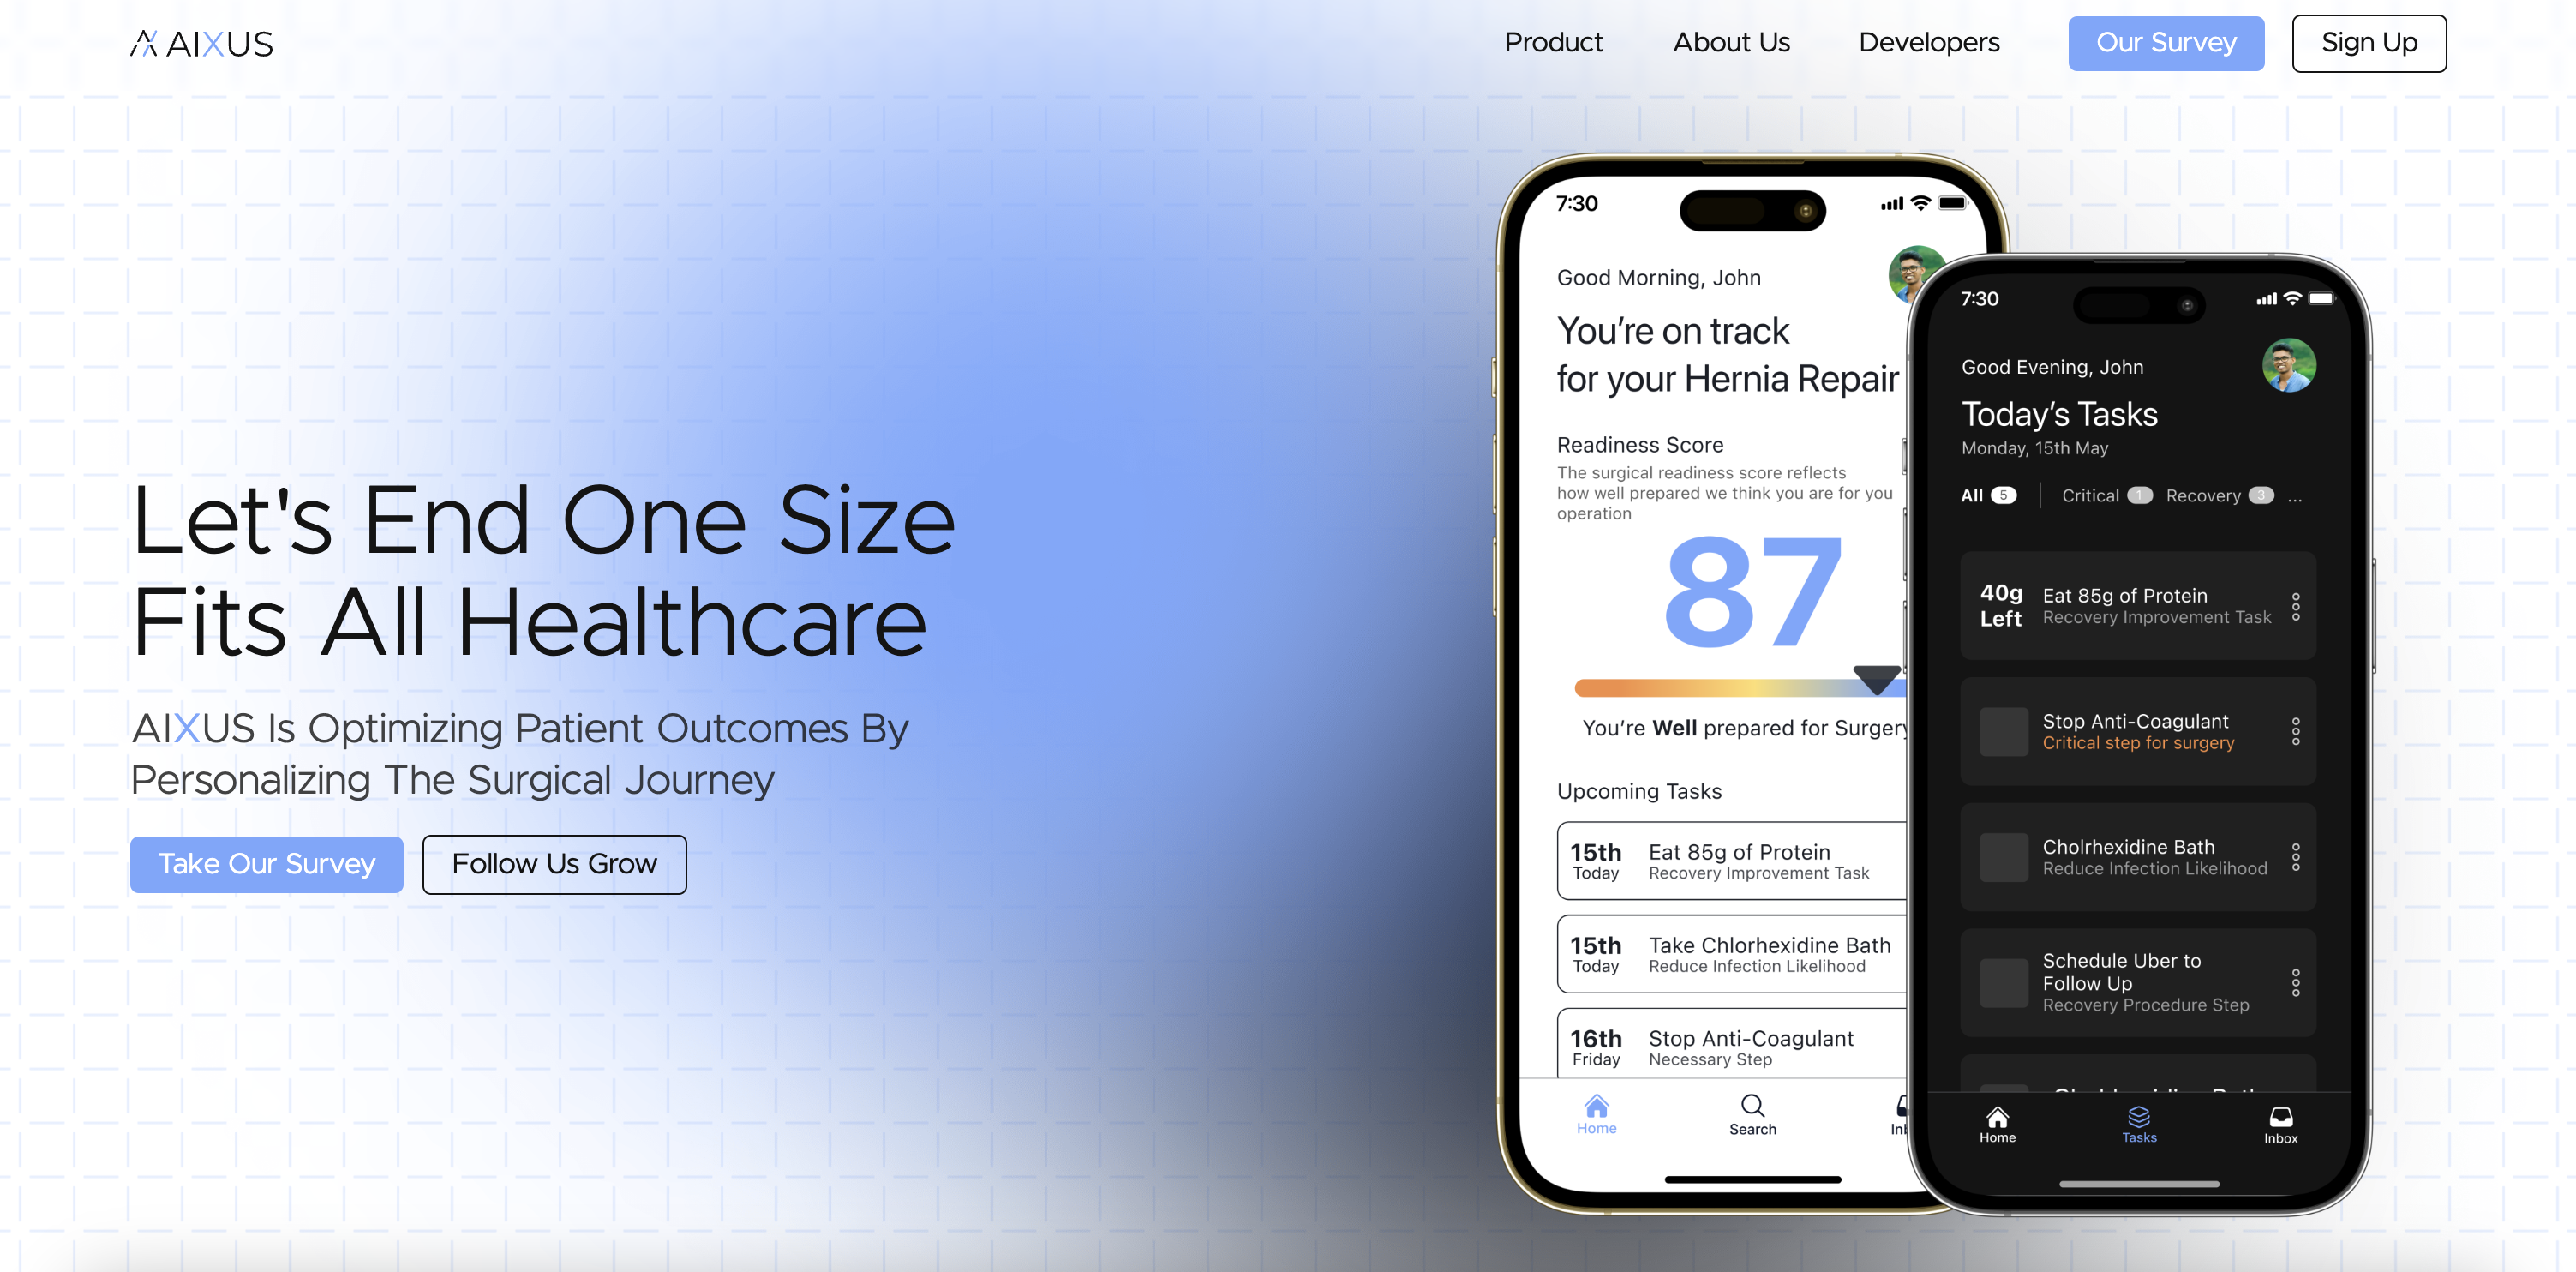 AIXUS
Product
About Us
Developers
Our Survey
Sign Up
Let's End One Size
Fits All Healthcare
AIXUS Is Optimizing Patient Outcomes By
Personalizing The Surgical Journey
Take Our Survey
Follow Us Grow
7:30
Good Morning, John
You're on track
for your Hernia Repair
Readiness Score
The surgical readiness score reflects
how well prepared we think you are for you
operation
87
You're Well prepared for Surgery
Upcoming Tasks
15th
Today
Eat 85g of Protein
Recovery Improvement Task
15th
Today
Take Chlorhexidine Bath
Reduce Infection Likelihood
16th
Friday
Stop Anti-Coagulant
Necessary Step
Home
Search
7:30
Good Evening, John
Today's Tasks
Monday, 15th May
All 5
Critical 1
Recovery 3
...
40g
Left
Eat 85g of Protein
Recovery Improvement Task
Stop Anti-Coagulant
Critical step for surgery
Cholrhexidine Bath
Reduce Infection Likelihood
Schedule Uber to
Follow Up
Recovery Procedure Step
Home
Tasks
Inbox